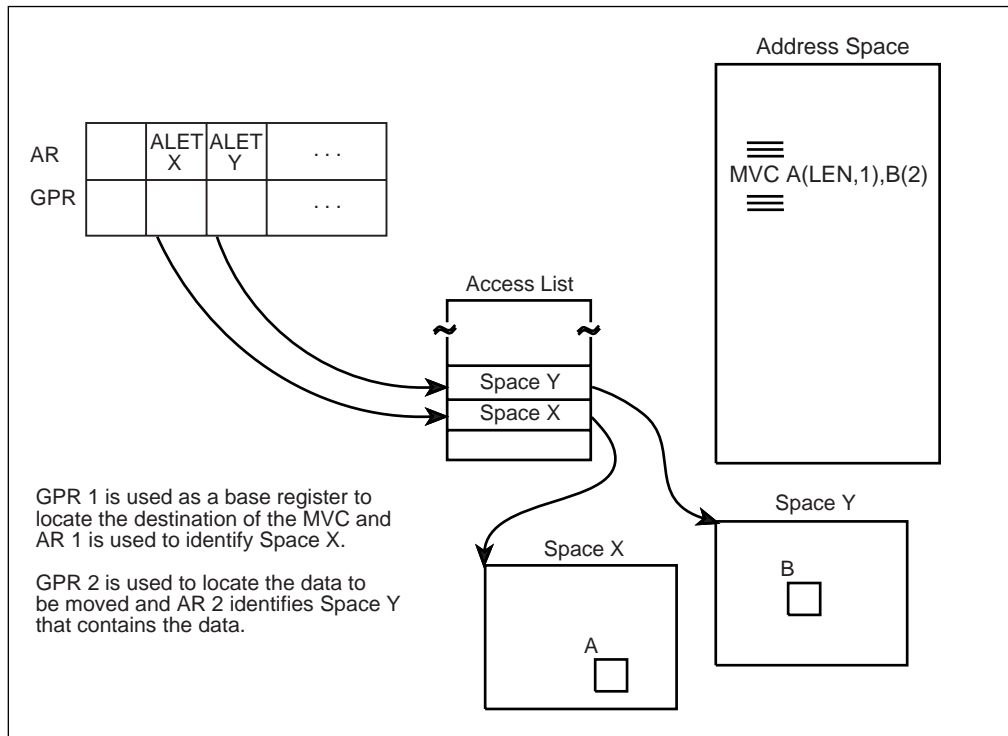 Address Space
AR
ALET
X
ALET
Y
. . .
GPR
. . .
MVC A(LEN,1),B(2)
Access List
Space Y
Space X
GPR 1 is used as a base register to
locate the destination of the MVC and
AR 1 is used to identify Space X.
GPR 2 is used to locate the data to
be moved and AR 2 identifies Space Y
that contains the data.
Space X
A
Space Y
B